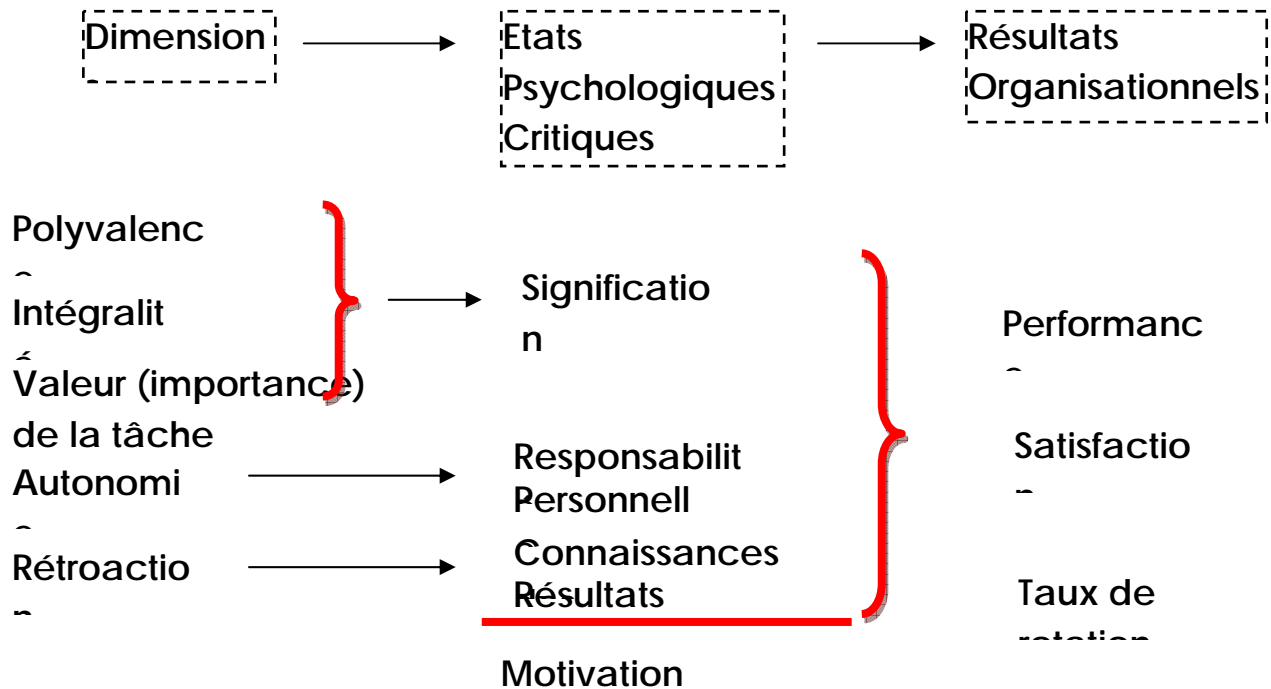 Dimension
Etats
Psychologiques
Critiques
Résultats
Organisationnels
Polyvalenc
Intégralit
Valeur (importance)
de la tâche
Autonomi
Rétroactio
Significatio
n
Responsabilit
Personnell
Connaissances
Résultats
Motivation
Performanc
Satisfactio
Taux de
rotation